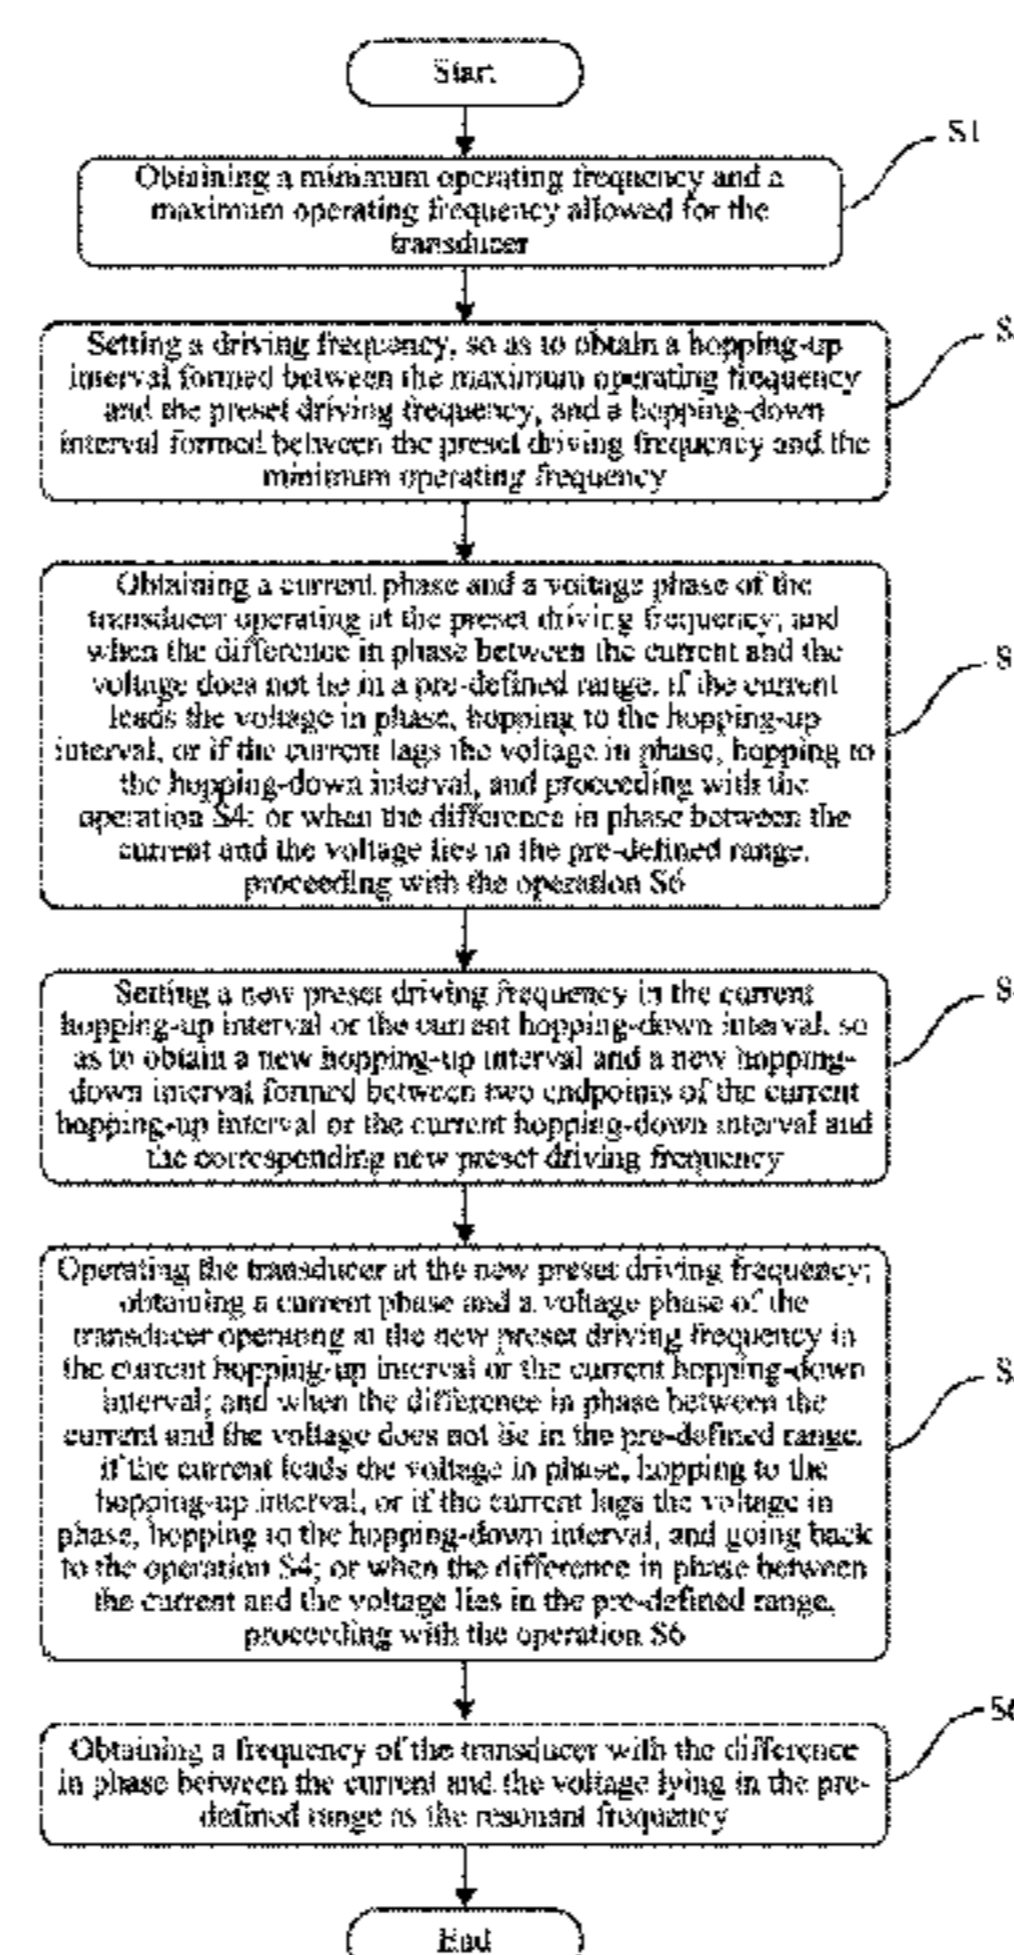 Start
S1
Obtaining a minimum operating frequency and a
maximum operating frequency allowed for the
transducer
S
Setting a driving frequency, so as to obtain a hopping-up
interval formed between the maximum operating frequency
and the preset driving frequency, and a hopping-down
interval formed between the preset driving frequency and the
minimum operating frequency
S
Obtaining a current phase and a voltage phase of the
transducer operating at the preset driving frequency; and
when the difference in phase between the current and the
voltage does not lie in a pre-defined range, if the current
leads the voltage in phase, hopping to the hopping-up
interval, or if the current lags the voltage in phase, hopping to
the hopping-down interval, and proceeding with the
operation S4; or when the difference in phase between the
current and the voltage lies in the pre-defined range,
proceeding with the operation S6
S
Setting a new preset driving frequency in the current
hopping-up interval or the current hopping-down interval, so
as to obtain a new hopping-up interval and a new hopping-
down interval formed between two endpoints of the current
hopping-up interval or the current hopping-down interval and
the corresponding new preset driving frequency
S
Operating the transducer at the new preset driving frequency;
obtaining a current phase and a voltage phase of the
transducer operating at the new preset driving frequency in
the current hopping-up interval or the current hopping-down
interval; and when the difference in phase between the
current and the voltage does not lie in the pre-defined range,
if the current leads the voltage in phase, hopping to the
hopping-up interval, or if the current lags the voltage in
phase, hopping to the hopping-down interval, and going back
to the operation S4; or when the difference in phase between
the current and the voltage lies in the pre-defined range,
proceeding with the operation S6
S6
Obtaining a frequency of the transducer with the difference
in phase between the current and the voltage lying in the pre-
defined range as the resonant frequency
End